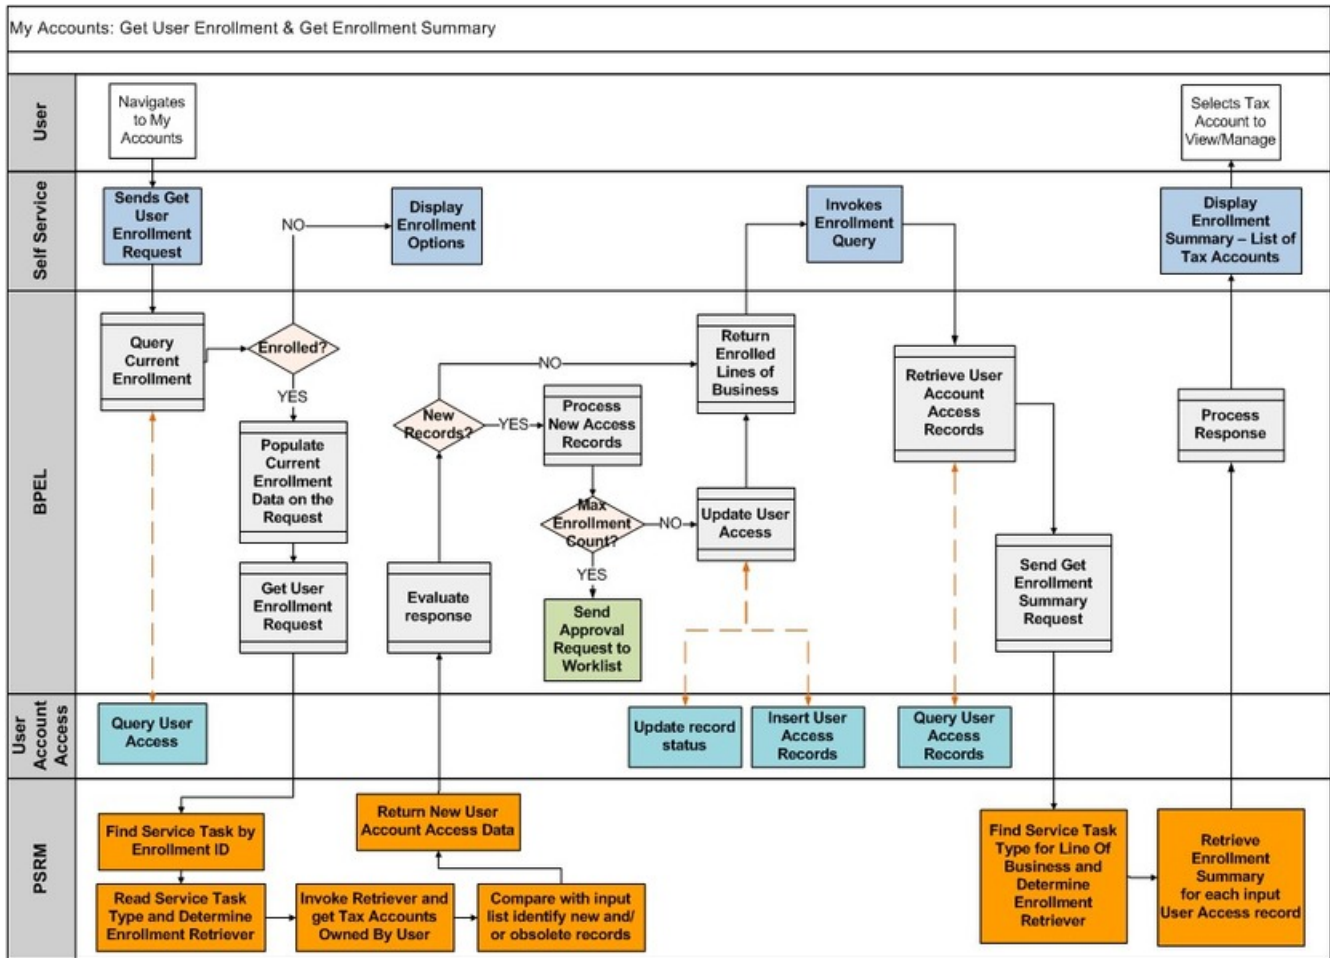 My Accounts: Get User Enrollment & Get Enrollment Summary
User
Navigates
to My
Accounts
Selects Tax
Account to
View/Manage
Self Service
Sends Get
User
Enrollment
Request
NO
Display
Enrollment
Options
Invokes
Enrollment
Query
Display
Enrollment
Summary – List of
Tax Accounts
BPEL
Query
Current
Enrollment
Enrolled?
YES
Populate
Current
Enrollment
Data on the
Request
Get User
Enrollment
Request
Evaluate
response
New
Records?
NO
YES
Process
New Access
Records
Max
Enrollment
Count?
NO
YES
Send
Approval
Request to
Worklist
Return
Enrolled
Lines of
Business
Update User
Access
Retrieve User
Account
Access
Records
Send Get
Enrollment
Summary
Request
Process
Response
User
Account
Access
Query User
Access
Update record
status
Insert User
Access
Records
Query User
Access
Records
PSRM
Find Service Task by
Enrollment ID
Read Service Task
Type and Determine
Enrollment Retriever
Invoke Retriever and
get Tax Accounts
Owned By User
Compare with input
list identify new and/
or obsolete records
Return New User
Account Access Data
Find Service Task
Type for Line Of
Business and
Determine
Enrollment
Retriever
Retrieve
Enrollment
Summary
for each input
User Access record